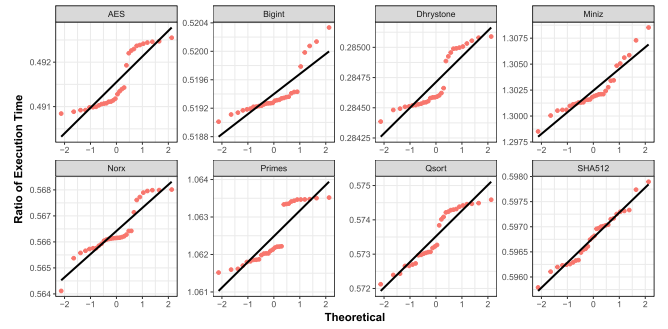 AES
Bigint
Dhrystone
Miniz
0.492
0.491
0.5204
0.5200
0.5196
0.5192
0.5188
0.28500
0.28475
0.28450
0.28425
1.3075
1.3050
1.3025
1.3000
1.2975
−2 −1 0 1 2
−2 −1 0 1 2
−2 −1 0 1 2
−2 −1 0 1 2
Norx
Primes
Qsort
SHA512
0.568
0.566
0.565
0.564
1.064
1.063
1.062
1.061
0.575
0.574
0.573
0.572
0.5980
0.5970
0.5960
−2 −1 0 1 2
−2 −1 0 1 2
−2 −1 0 1 2
−2 −1 0 1 2
Ratio of Execution Time
Theoretical